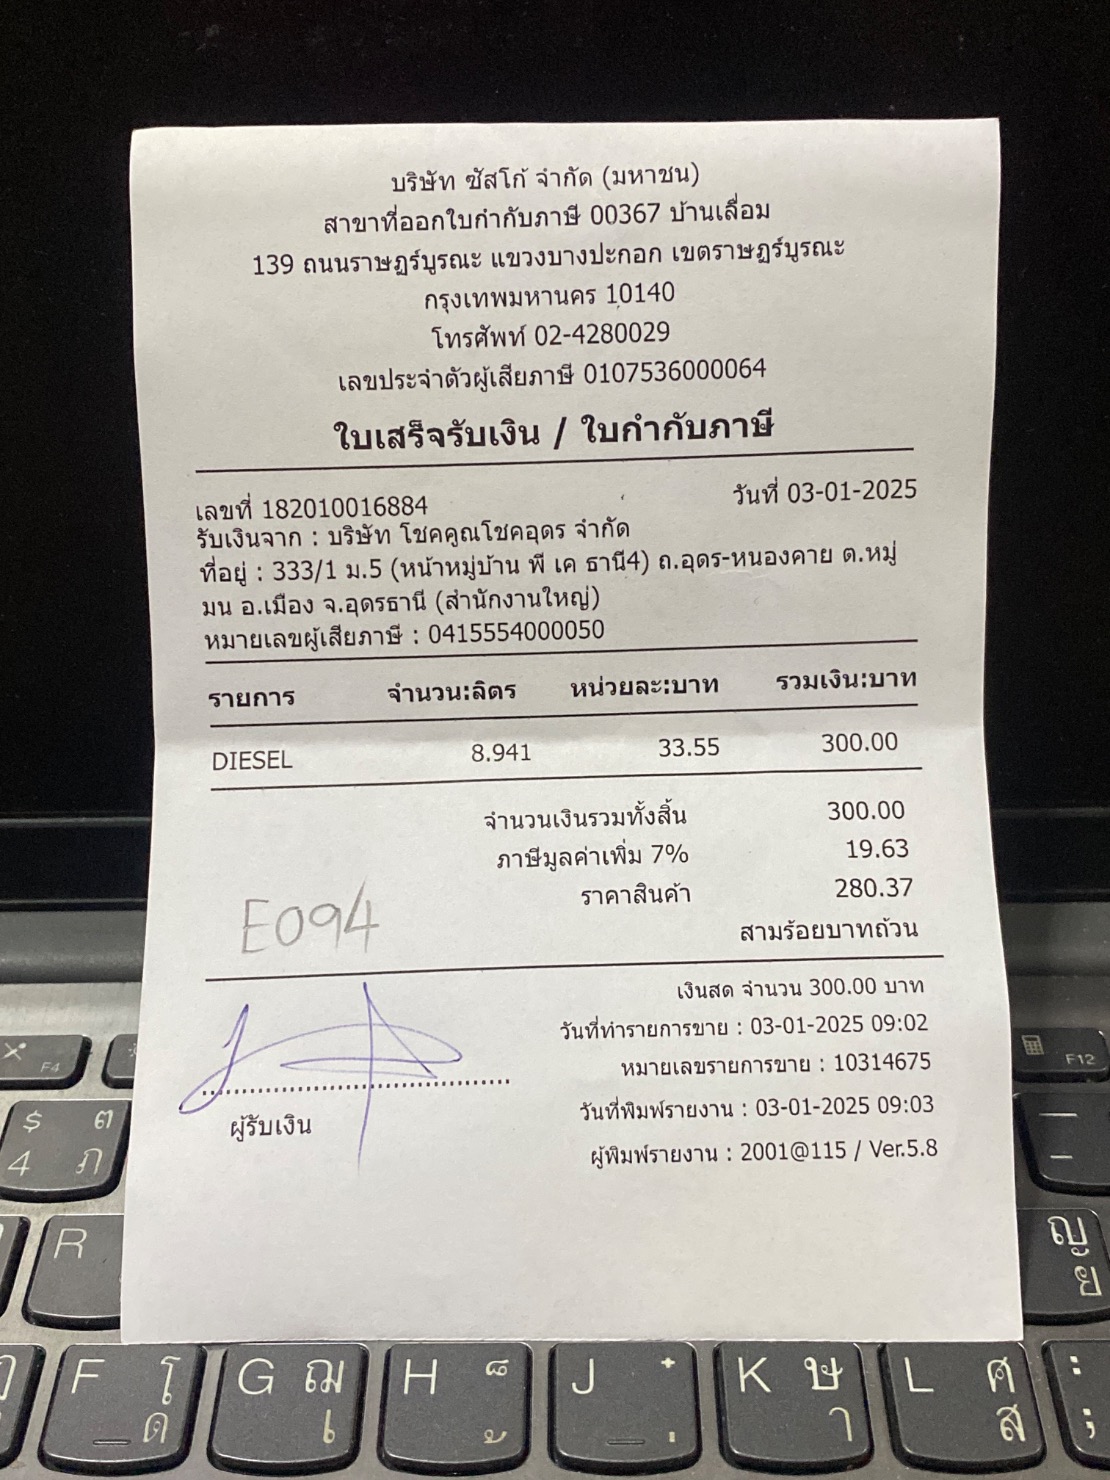 บริษัท ซัสโก้ จำกัด (มหาชน)
สาขาที่ออกใบกำกับภาษี 00367 บ้านเลื่อม
139 ถนนราษฎร์บูรณะ แขวงบางปะกอก เขตราษฎร์บูรณะ
กรุงเทพมหานคร 10140
โทรศัพท์ 02-4280029
เลขประจำตัวผู้เสียภาษี 0107536000064
ใบเสร็จรับเงิน / ใบกำกับภาษี
เลขที่ 182010016884 วันที่ 03-01-2025
รับเงินจาก : บริษัท โชคคูณโชคอุดร จำกัด
ที่อยู่ : 333/1 ม.5 (หน้าหมู่บ้าน พี เค ธานี4) ถ.อุดร-หนองคาย ต.หมู่
มน อ.เมือง จ.อุดรธานี (สำนักงานใหญ่)
หมายเลขผู้เสียภาษี : 0415554000050
รายการ จำนวน:ลิตร หน่วยละ:บาท รวมเงิน:บาท
DIESEL 8.941 33.55 300.00
จำนวนเงินรวมทั้งสิ้น 300.00
ภาษีมูลค่าเพิ่ม 7% 19.63
ราคาสินค้า 280.37
E094
สามร้อยบาทถ้วน
เงินสด จำนวน 300.00 บาท
วันที่ทำรายการขาย : 03-01-2025 09:02
หมายเลขรายการขาย : 10314675
วันที่พิมพ์รายงาน : 03-01-2025 09:03
ผู้รับเงิน
ผู้พิมพ์รายงาน : 2001@115 / Ver.5.8
F4 F12
$ ฅ
4 ภ
R ญ
ย
F โ G ฌ H ็ J ๋ K ษ L ศ :
ด เ ้ ่ า ส ;